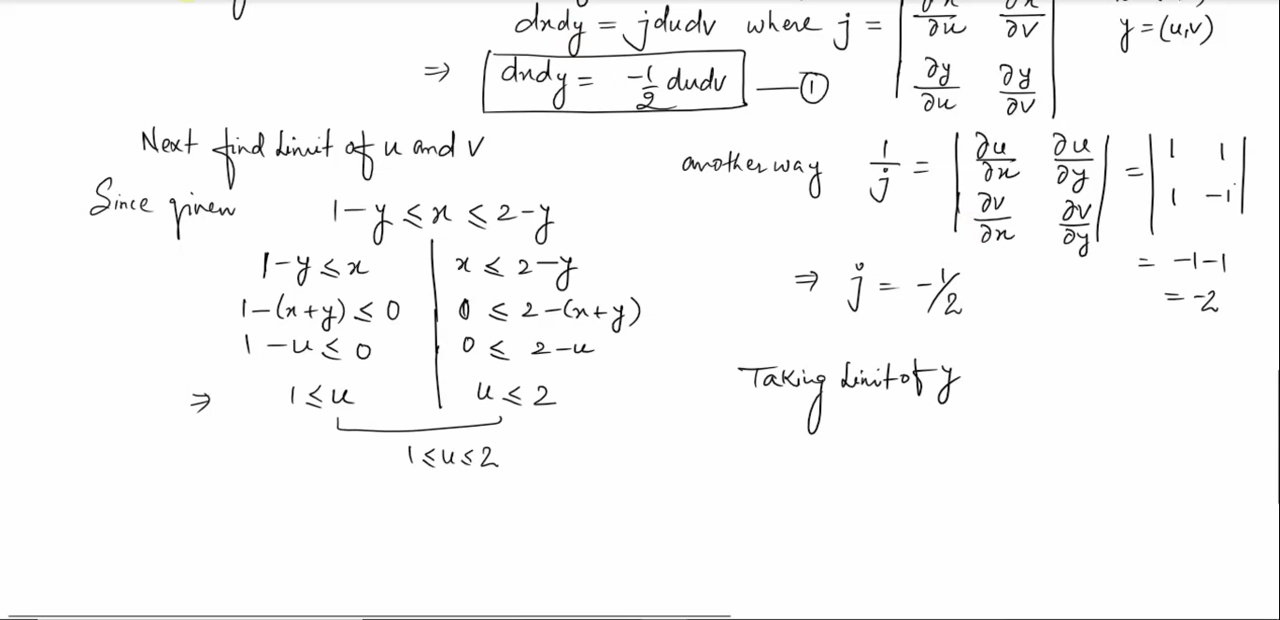 dxdy = jdudv where j = | ∂x/∂u ∂x/∂v |
| ∂y/∂u ∂y/∂v |
y = (u,v)
⇒ dxdy = -1/2 dudv — ①
Next find Limit of u and v
Since given 1-y ≤ x ≤ 2-y
1-y ≤ x | x ≤ 2-y
1-(x+y) ≤ 0 | 0 ≤ 2-(x+y)
1-u ≤ 0 | 0 ≤ 2-u
⇒ 1 ≤ u | u ≤ 2
1 ≤ u ≤ 2
another way 1/j = | ∂u/∂x ∂u/∂y | = | 1 1 |
| ∂v/∂x ∂v/∂y | | 1 -1 |
= -1-1
⇒ j = -1/2
= -2
Taking Limit of y